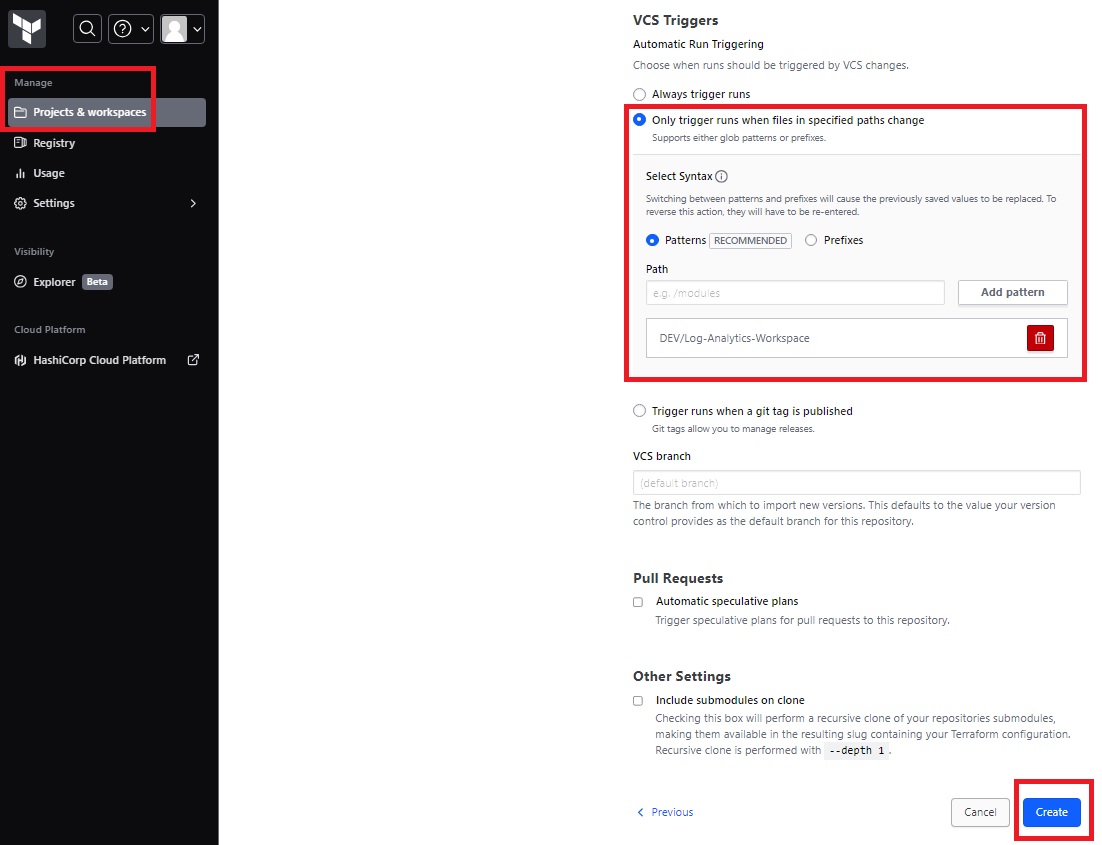 Manage
Projects & workspaces
Registry
Usage
Settings
Visibility
Explorer Beta
Cloud Platform
HashiCorp Cloud Platform
VCS Triggers
Automatic Run Triggering
Choose when runs should be triggered by VCS changes.
Always trigger runs
Only trigger runs when files in specified paths change
Supports either glob patterns or prefixes.
Select Syntax
Switching between patterns and prefixes will cause the previously saved values to be replaced. To
reverse this action, they will have to be re-entered.
Patterns RECOMMENDED Prefixes
Path
e.g. /modules Add pattern
DEV/Log-Analytics-Workspace
Trigger runs when a git tag is published
Git tags allow you to manage releases.
VCS branch
(default branch)
The branch from which to import new versions. This defaults to the value your version
control provides as the default branch for this repository.
Pull Requests
Automatic speculative plans
Trigger speculative plans for pull requests to this repository.
Other Settings
Include submodules on clone
Checking this box will perform a recursive clone of your repositories submodules,
making them available in the resulting slug containing your Terraform configuration.
Recursive clone is performed with --depth 1.
Previous Cancel Create